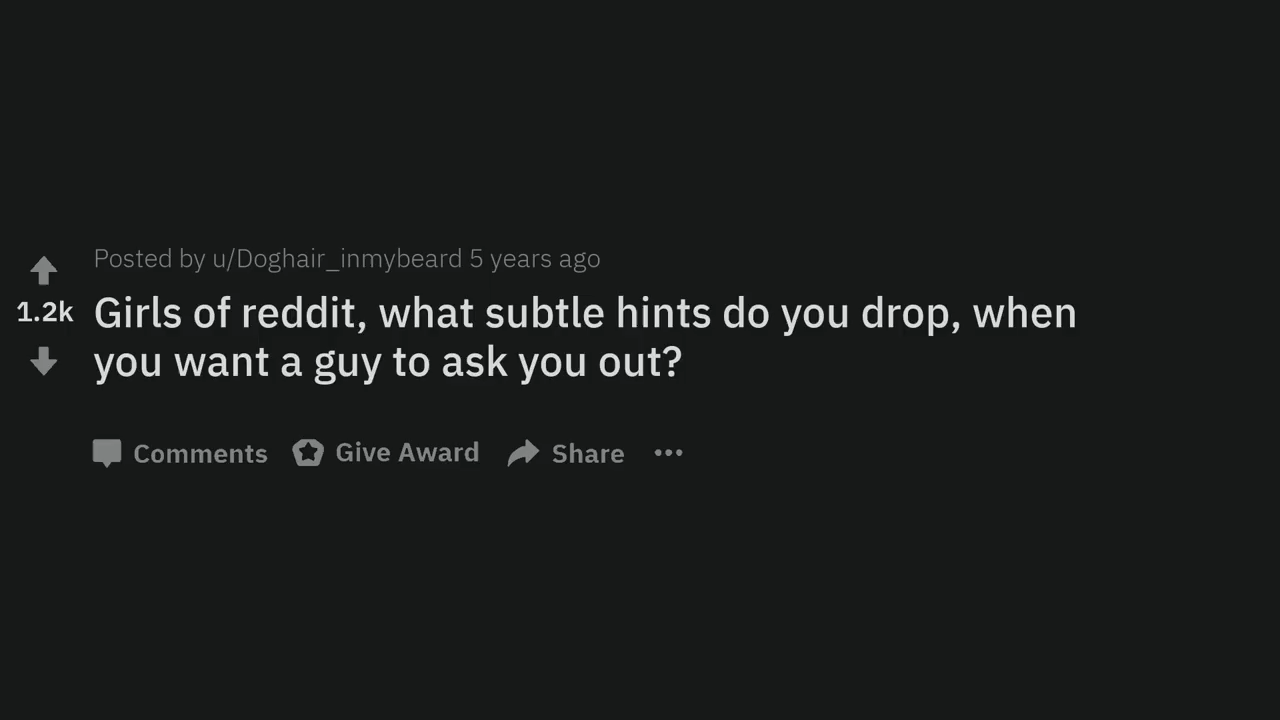 Posted by u/Doghair_inmybeard 5 years ago
1.2k
Girls of reddit, what subtle hints do you drop, when
you want a guy to ask you out?
Comments Give Award Share